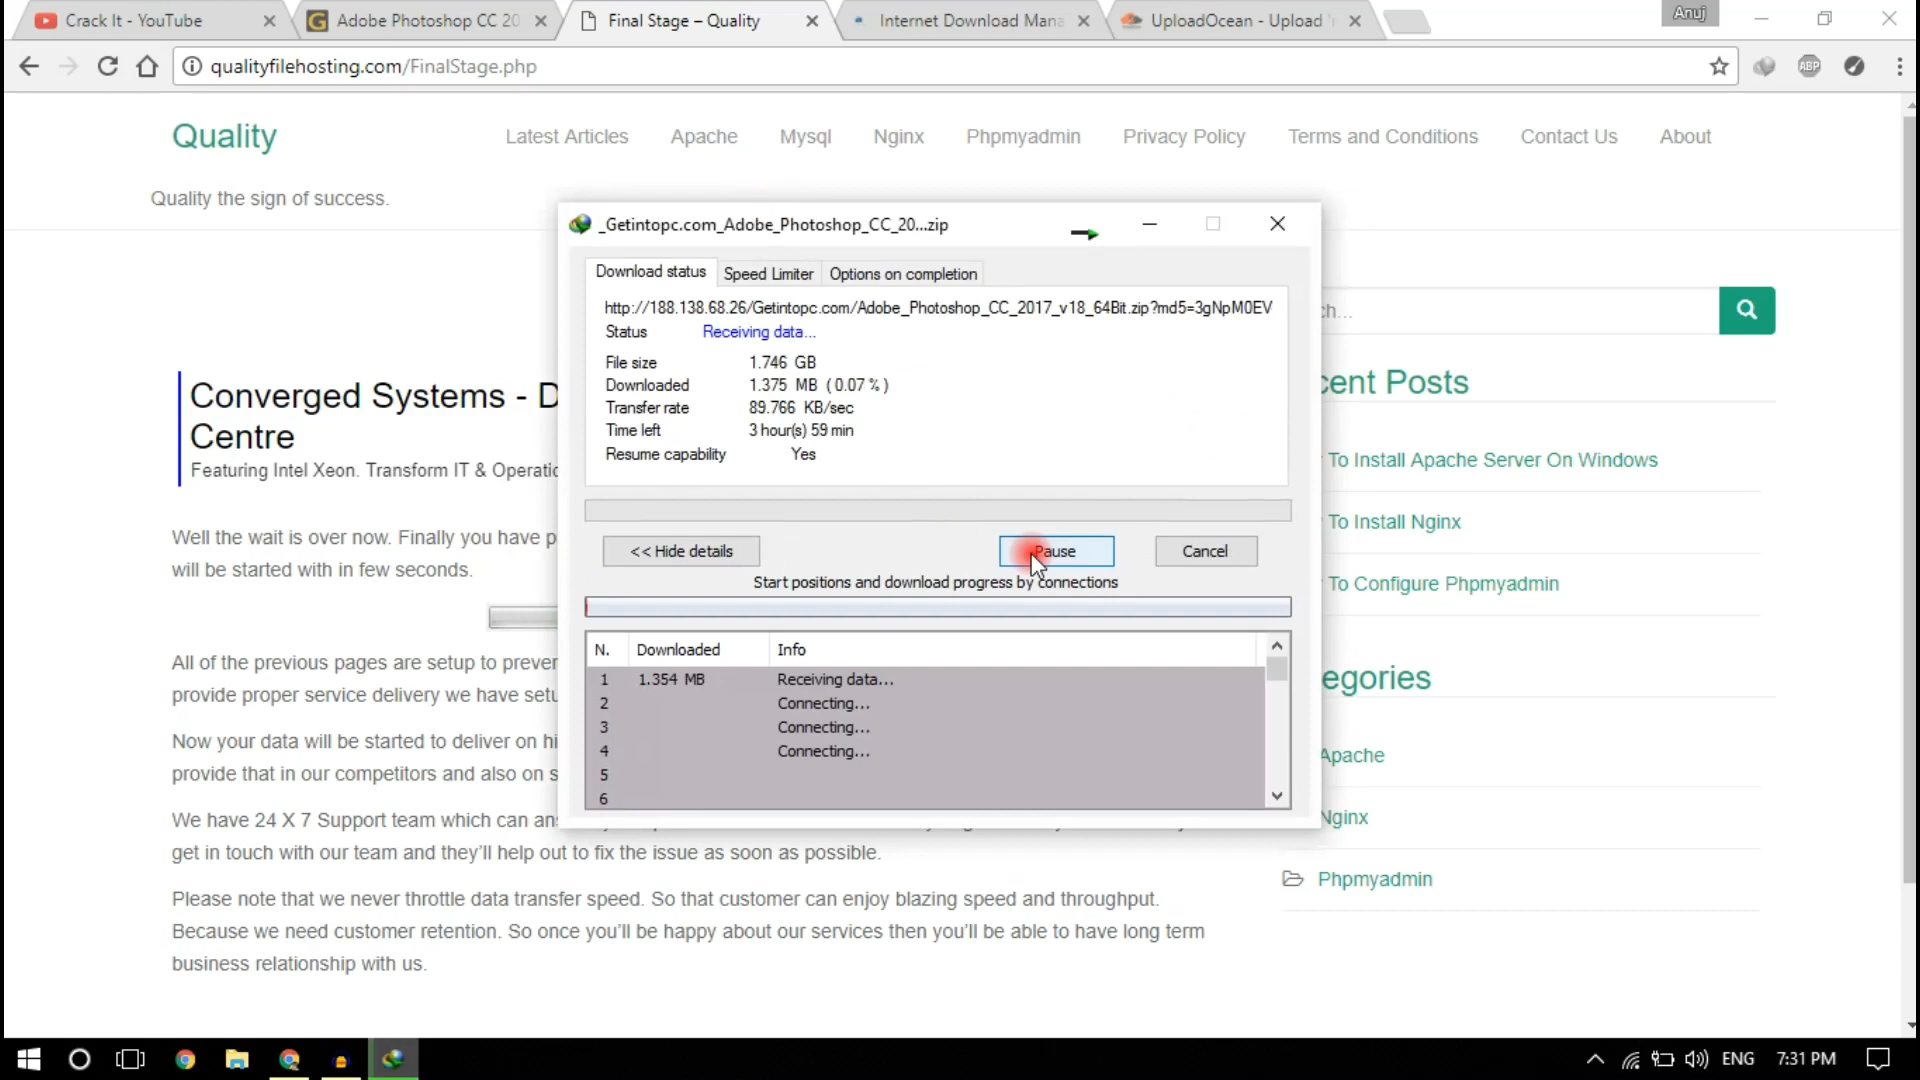 Crack It - YouTube
Adobe Photoshop CC 20
Final Stage – Quality
Internet Download Mana
UploadOcean - Upload
Anuj
qualityfilehosting.com/FinalStage.php
ABP
Quality
Latest Articles
Apache
Mysql
Nginx
Phpmyadmin
Privacy Policy
Terms and Conditions
Contact Us
About
Quality the sign of success.
_Getintopc.com_Adobe_Photoshop_CC_20...zip
Download status
Speed Limiter
Options on completion
http://188.138.68.26/Getintopc.com/Adobe_Photoshop_CC_2017_v18_64Bit.zip?md5=3gNpM0EV
Status Receiving data...
File size 1.746 GB
Downloaded 1.375 MB ( 0.07 % )
Transfer rate 89.766 KB/sec
Time left 3 hour(s) 59 min
Resume capability Yes
<< Hide details
Pause
Cancel
Start positions and download progress by connections
N. Downloaded Info
1 1.354 MB Receiving data...
2 Connecting...
3 Connecting...
4 Connecting...
5
6
Converged Systems - D
Centre
Featuring Intel Xeon. Transform IT & Operatio
Well the wait is over now. Finally you have p
will be started with in few seconds.
All of the previous pages are setup to preven
provide proper service delivery we have setu
Now your data will be started to deliver on hi
provide that in our competitors and also on s
We have 24 X 7 Support team which can ans
get in touch with our team and they'll help out to fix the issue as soon as possible.
Please note that we never throttle data transfer speed. So that customer can enjoy blazing speed and throughput.
Because we need customer retention. So once you'll be happy about our services then you'll be able to have long term
business relationship with us.
ch...
cent Posts
To Install Apache Server On Windows
To Install Nginx
To Configure Phpmyadmin
egories
Apache
Nginx
Phpmyadmin
ENG
7:31 PM